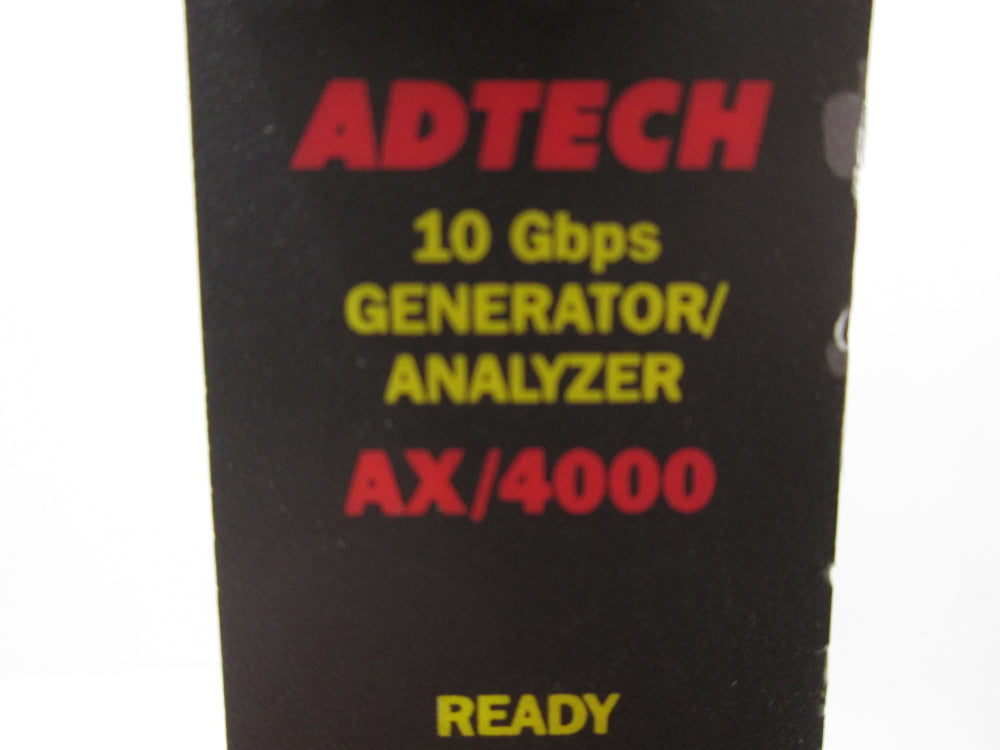 ADTECH
10 Gbps
GENERATOR/
ANALYZER
AX/4000
READY